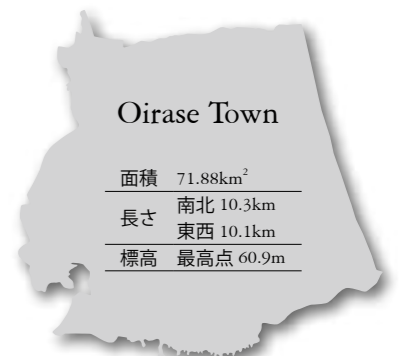 Oirase Town
面積 71.88km²
長さ 南北 10.3km
東西 10.1km
標高 最高点 60.9m